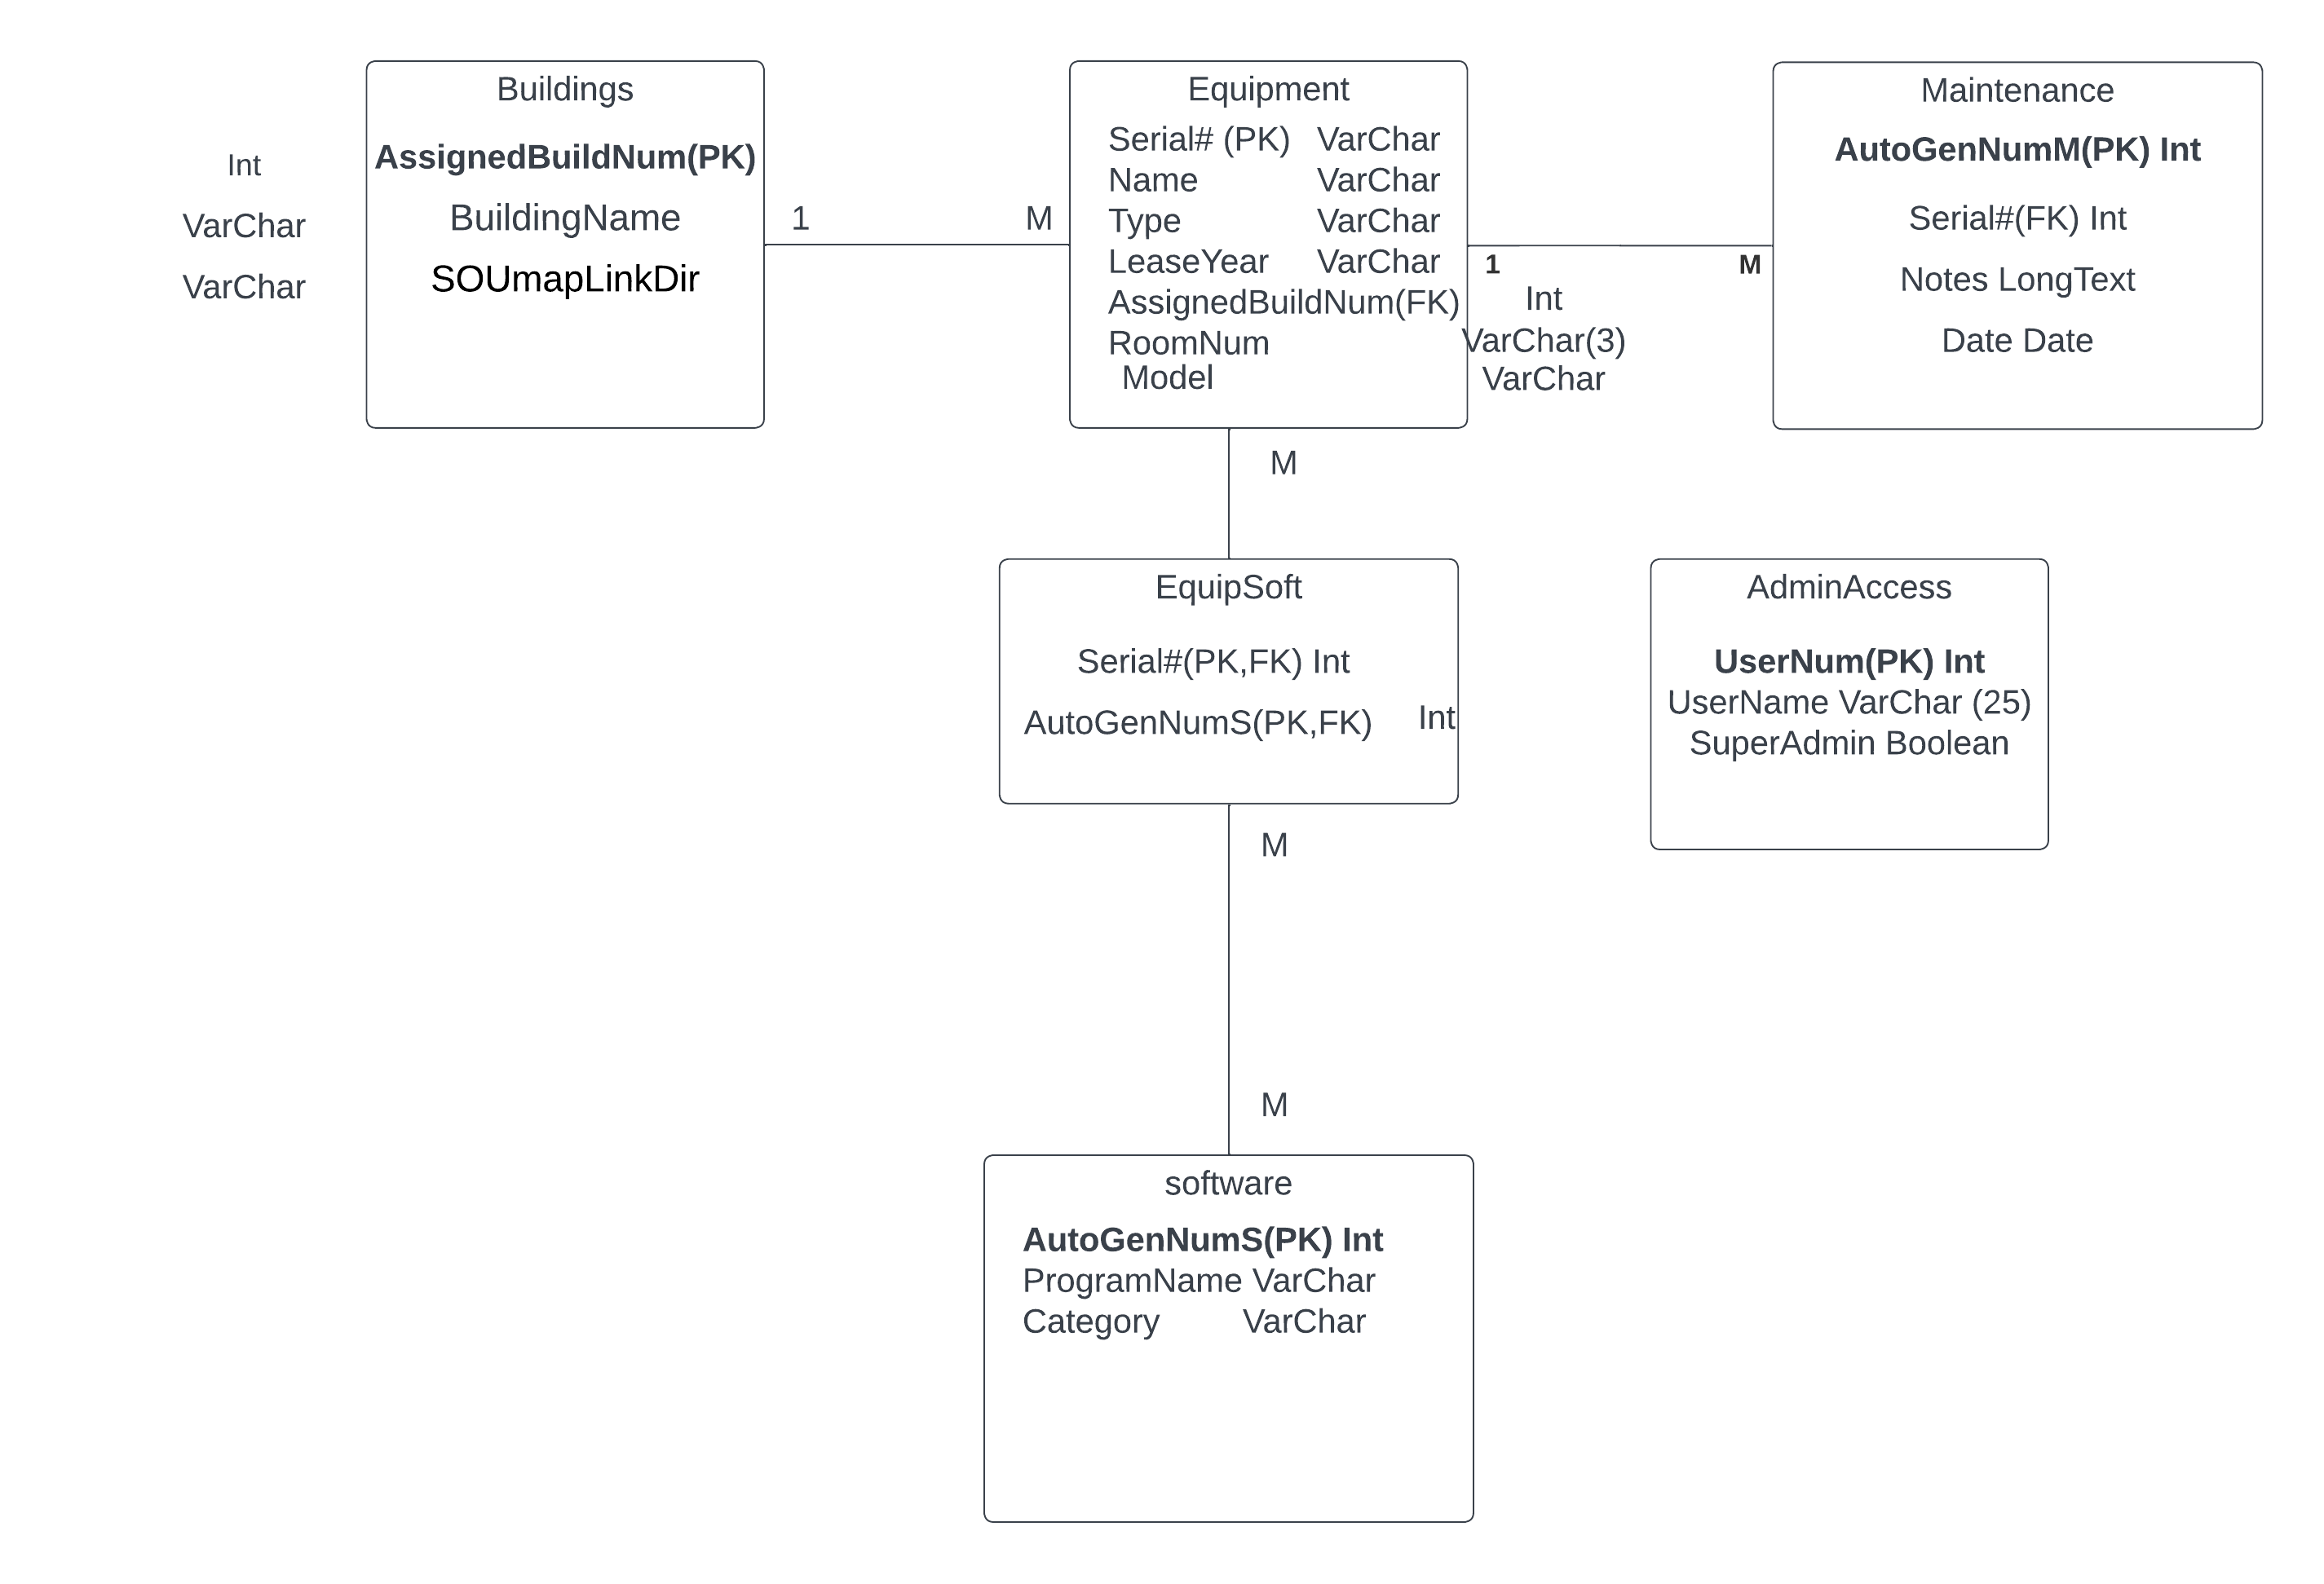 Int
VarChar
VarChar
Buildings
AssignedBuildNum(PK)
BuildingName
SOUmapLinkDir
1
M
Equipment
Serial# (PK) VarChar
Name VarChar
Type VarChar
LeaseYear VarChar
AssignedBuildNum(FK)
RoomNum
Model
1
M
Int
VarChar(3)
VarChar
Maintenance
AutoGenNumM(PK) Int
Serial#(FK) Int
Notes LongText
Date Date
M
EquipSoft
Serial#(PK,FK) Int
AutoGenNumS(PK,FK) Int
AdminAccess
UserNum(PK) Int
UserName VarChar (25)
SuperAdmin Boolean
M
M
software
AutoGenNumS(PK) Int
ProgramName VarChar
Category VarChar